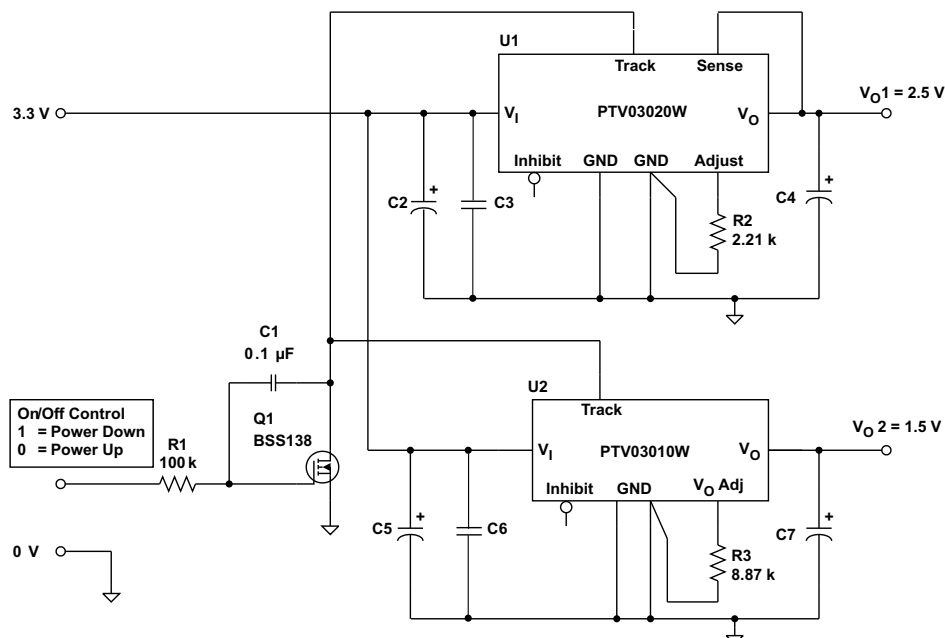 U1
Track
Sense
V_O1 = 2.5 V
3.3 V
V_I
PTV03020W
V_O
Inhibit
GND
GND
Adjust
C2
+
C3
R2
2.21 k
C4
+
C1
0.1 µF
U2
Track
On/Off Control
1 = Power Down
0 = Power Up
Q1
BSS138
R1
100 k
V_I
PTV03010W
V_O
V_O 2 = 1.5 V
Inhibit
GND
V_O Adj
C5
+
C6
R3
8.87 k
C7
+
0 V